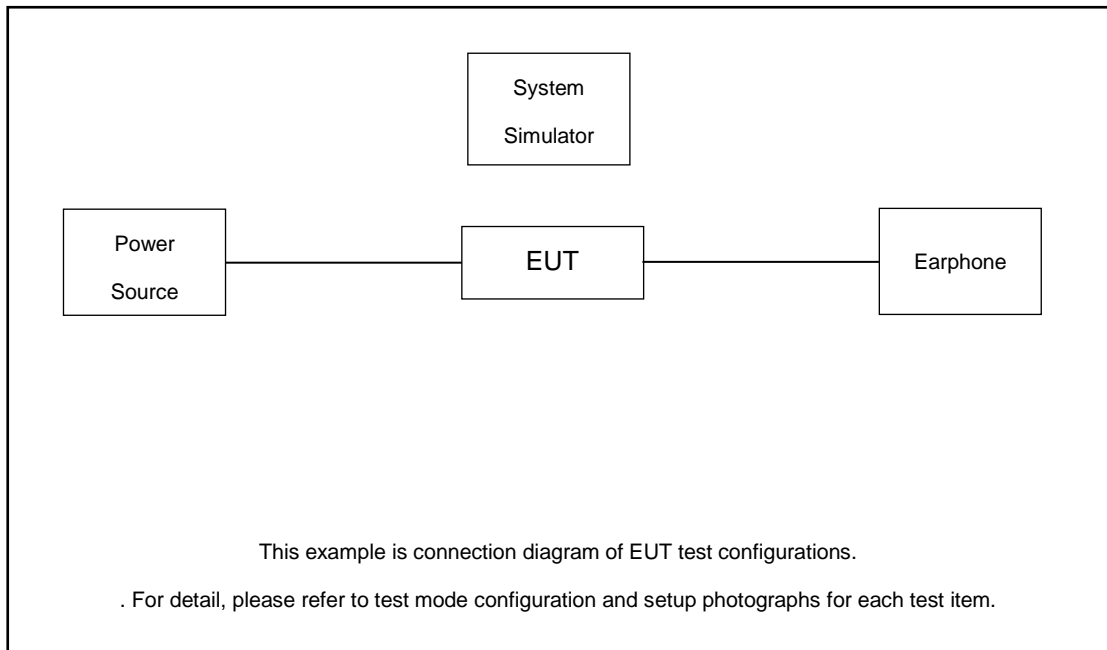 System
Simulator
Power
Source
EUT
Earphone
This example is connection diagram of EUT test configurations.
. For detail, please refer to test mode configuration and setup photographs for each test item.